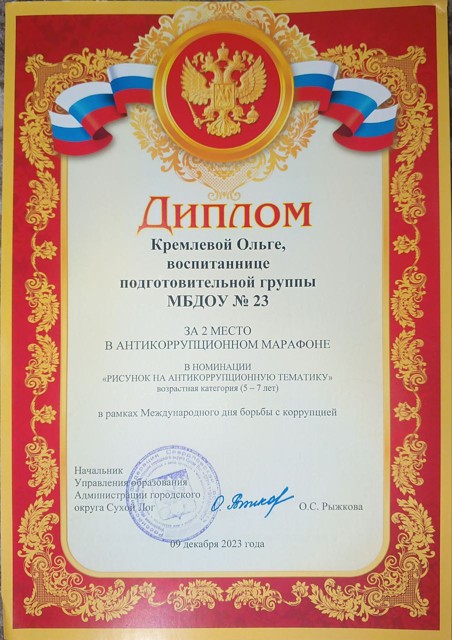 ДИПЛОМ
Кремлевой Ольге,
воспитаннице
подготовительной группы
МБДОУ № 23
ЗА 2 МЕСТО
В АНТИКОРРУПЦИОННОМ МАРАФОНЕ
В НОМИНАЦИИ
«РИСУНОК НА АНТИКОРРУПЦИОННУЮ ТЕМАТИКУ»
возрастная категория (5 – 7 лет)
в рамках Международного дня борьбы с коррупцией
Начальник
Управления образования
Администрации городского
округа Сухой Лог
О.С. Рыжкова
09 декабря 2023 года